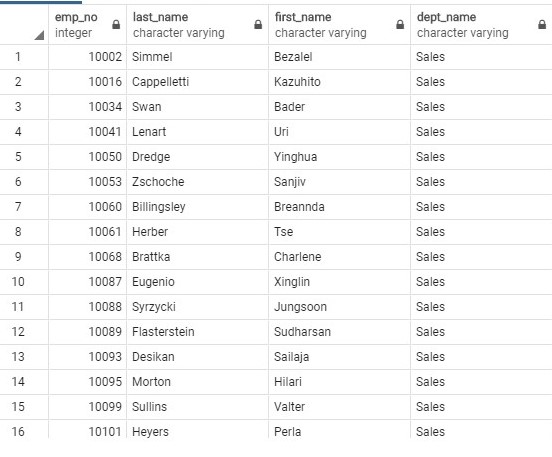 emp_no last_name first_name dept_name
integer character varying character varying character varying
1 10002 Simmel Bezalel Sales
2 10016 Cappelletti Kazuhito Sales
3 10034 Swan Bader Sales
4 10041 Lenart Uri Sales
5 10050 Dredge Yinghua Sales
6 10053 Zschoche Sanjiv Sales
7 10060 Billingsley Breannda Sales
8 10061 Herber Tse Sales
9 10068 Brattka Charlene Sales
10 10087 Eugenio Xinglin Sales
11 10088 Syrzycki Jungsoon Sales
12 10089 Flasterstein Sudharsan Sales
13 10093 Desikan Sailaja Sales
14 10095 Morton Hilari Sales
15 10099 Sullins Valter Sales
16 10101 Heyers Perla Sales